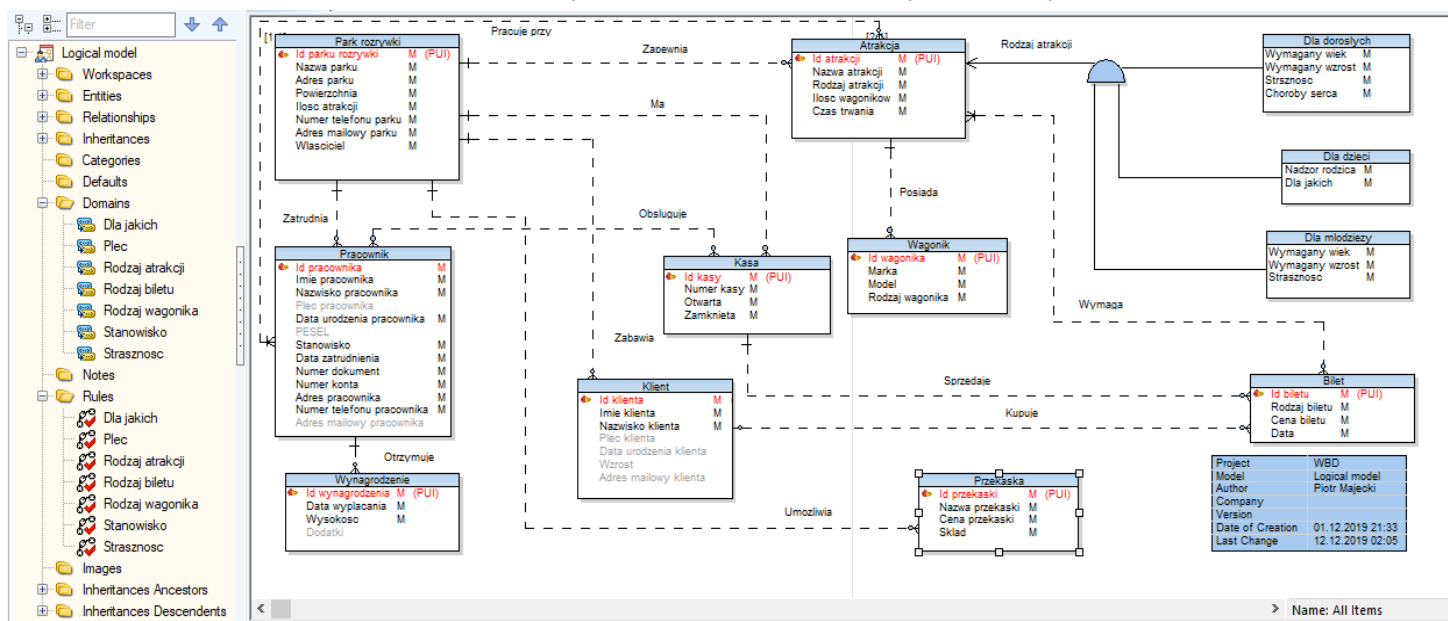 Filter
Logical model
Workspaces
Entities
Relationships
Inheritances
Categories
Defaults
Domains
Dla jakich
Plec
Rodzaj atrakcji
Rodzaj biletu
Rodzaj wagonika
Stanowisko
Strasznosc
Notes
Rules
Dla jakich
Plec
Rodzaj atrakcji
Rodzaj biletu
Rodzaj wagonika
Stanowisko
Strasznosc
Images
Inheritances Ancestors
Inheritances Descendents
Pracuje przy
Park rozrywki
Id parku rozrywki M (PUI)
Nazwa parku M
Adres parku M
Powierzchnia M
Ilosc atrakcji M
Numer telefonu parku M
Adres mailowy parku M
Wlasciciel M
Zapewnia
Ma
Atrakcja
Id atrakcji M (PUI)
Nazwa atrakcji M
Rodzaj atrakcji M
Ilosc wagonikow M
Czas trwania M
Rodzaj atrakcji
Dla doroslych
Wymagany wiek M
Wymagany wzrost M
Strsznosc M
Choroby serca M
Dla dzieci
Nadzor rodzica M
Dla jakich M
Dla mlodziezy
Wymagany wiek M
Wymagany wzrost M
Strasznosc M
Zatrudnia
Obsluguje
Posiada
Pracownik
Id pracownika M
Imie pracownika M
Nazwisko pracownika M
Plec pracownika
Data urodzenia pracownika M
PESEL
Stanowisko M
Data zatrudnienia M
Numer dokument M
Numer konta M
Adres pracownika M
Numer telefonu pracownika M
Adres mailowy pracownika
Kasa
Id kasy M (PUI)
Numer kasy M
Otwarta M
Zamknieta M
Wagonik
Id wagonika M (PUI)
Marka M
Model M
Rodzaj wagonika M
Wymaga
Zabawia
Klient
Id klienta M
Imie klienta M
Nazwisko klienta M
Plec klienta
Data urodzenia klienta
Wzrost
Adres mailowy klienta
Sprzedaje
Kupuje
Bilet
Id biletu M (PUI)
Rodzaj biletu M
Cena biletu M
Data M
Otrzymuje
Wynagrodzenie
Id wynagrodzenia M (PUI)
Data wyplacania M
Wysokosc M
Dodatki
Umozliwia
Przekaska
Id przekaski M (PUI)
Nazwa przekaski M
Cena przekaski M
Sklad M
Project WBD
Model Logical model
Author Piotr Majecki
Company
Version
Date of Creation 01.12.2019 21:33
Last Change 12.12.2019 02:05
Name: All Items